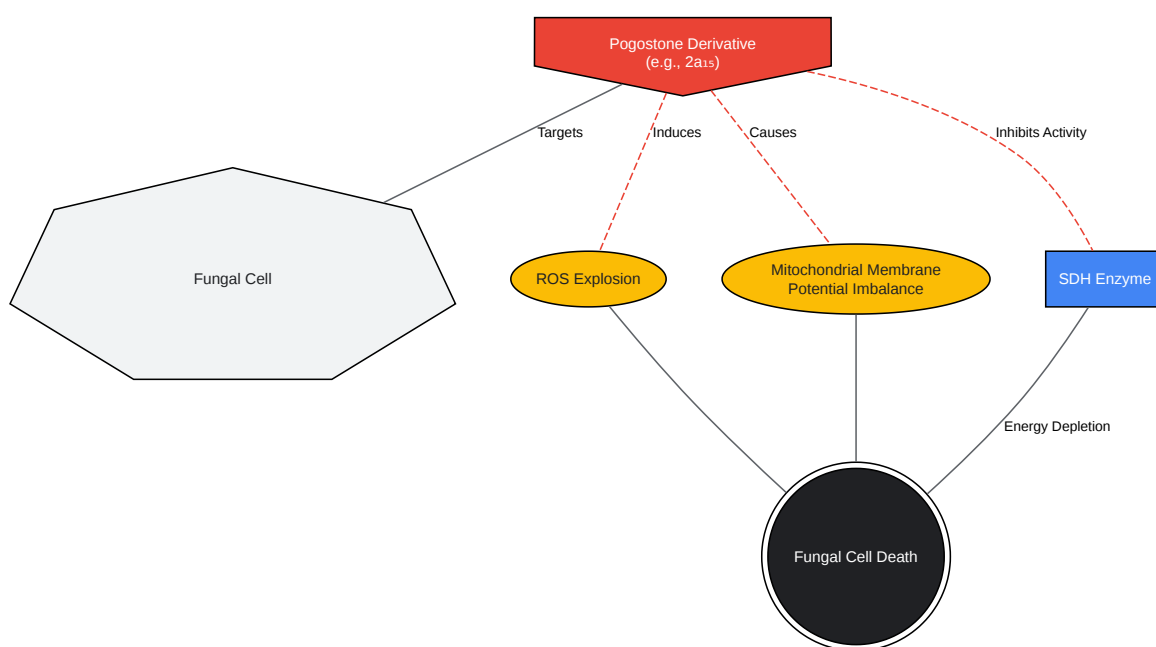 Pogostone Derivative
(e.g., 2a₁₅)
Targets
Induces
Causes
Inhibits Activity
Fungal Cell
ROS Explosion
Mitochondrial Membrane
Potential Imbalance
SDH Enzyme
Energy Depletion
Fungal Cell Death